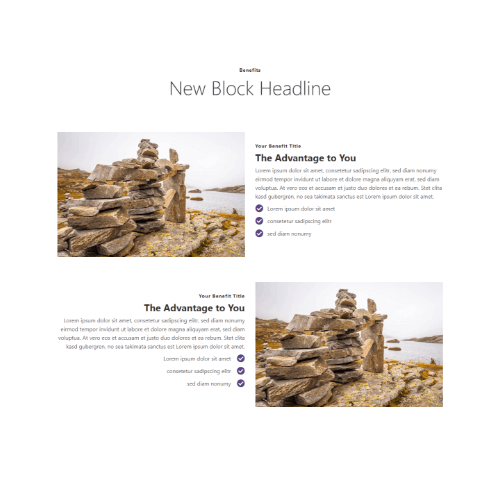 Benefits
New Block Headline
Your Benefit Title
The Advantage to You
Lorem ipsum dolor sit amet, consetetur sadipscing elitr, sed diam nonumy
eirmod tempor invidunt ut labore et dolore magna aliquyam erat, sed diam
voluptua. At vero eos et accusam et justo duo dolores et ea rebum. Stet clita
kasd gubergren, no sea takimata sanctus est Lorem ipsum dolor sit amet.
Lorem ipsum dolor sit amet
consetetur sadipscing elitr
sed diam nonumy
Your Benefit Title
The Advantage to You
Lorem ipsum dolor sit amet, consetetur sadipscing elitr, sed diam nonumy
eirmod tempor invidunt ut labore et dolore magna aliquyam erat, sed diam
voluptua. At vero eos et accusam et justo duo dolores et ea rebum. Stet clita
kasd gubergren, no sea takimata sanctus est Lorem ipsum dolor sit amet.
Lorem ipsum dolor sit amet
consetetur sadipscing elitr
sed diam nonumy